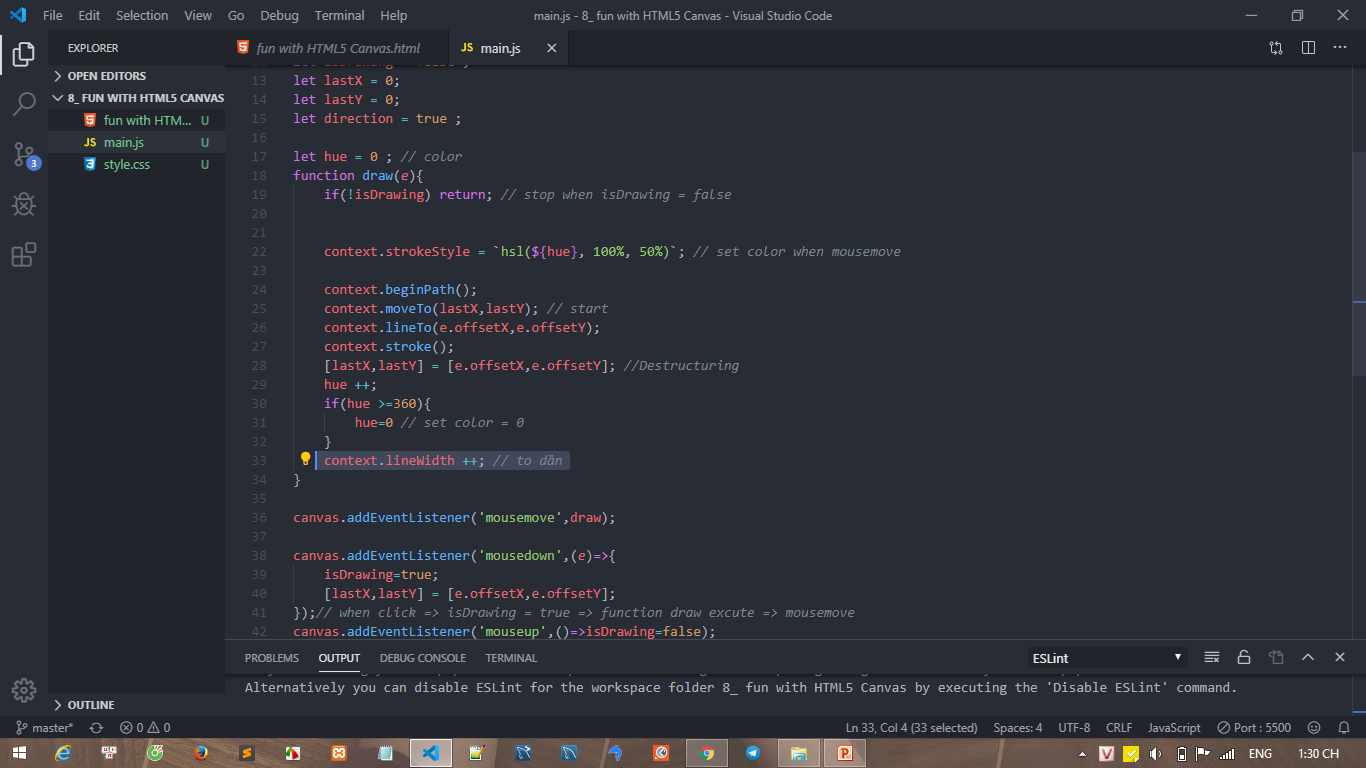 File Edit Selection View Go Debug Terminal Help
main.js - 8_ fun with HTML5 Canvas - Visual Studio Code
EXPLORER
OPEN EDITORS
8_ FUN WITH HTML5 CANVAS
fun with HTM... U
JS main.js U
style.css U
3
OUTLINE
fun with HTML5 Canvas.html
JS main.js
13 let lastX = 0;
14 let lastY = 0;
15 let direction = true ;
16
17 let hue = 0 ; // color
18 function draw(e){
19 if(!isDrawing) return; // stop when isDrawing = false
20
21
22 context.strokeStyle = `hsl(${hue}, 100%, 50%)`; // set color when mousemove
23
24 context.beginPath();
25 context.moveTo(lastX,lastY); // start
26 context.lineTo(e.offsetX,e.offsetY);
27 context.stroke();
28 [lastX,lastY] = [e.offsetX,e.offsetY]; //Destructuring
29 hue ++;
30 if(hue >=360){
31 hue=0 // set color = 0
32 }
33 context.lineWidth ++; // to dần
34 }
35
36 canvas.addEventListener('mousemove',draw);
37
38 canvas.addEventListener('mousedown',(e)=>{
39 isDrawing=true;
40 [lastX,lastY] = [e.offsetX,e.offsetY];
41 });// when click => isDrawing = true => function draw excute => mousemove
42 canvas.addEventListener('mouseup',()=>isDrawing=false);
PROBLEMS OUTPUT DEBUG CONSOLE TERMINAL
ESLint
Alternatively you can disable ESLint for the workspace folder 8_ fun with HTML5 Canvas by executing the 'Disable ESLint' command.
master* 0 0
Ln 33, Col 4 (33 selected) Spaces: 4 UTF-8 CRLF JavaScript Port : 5500
ENG 1:30 CH